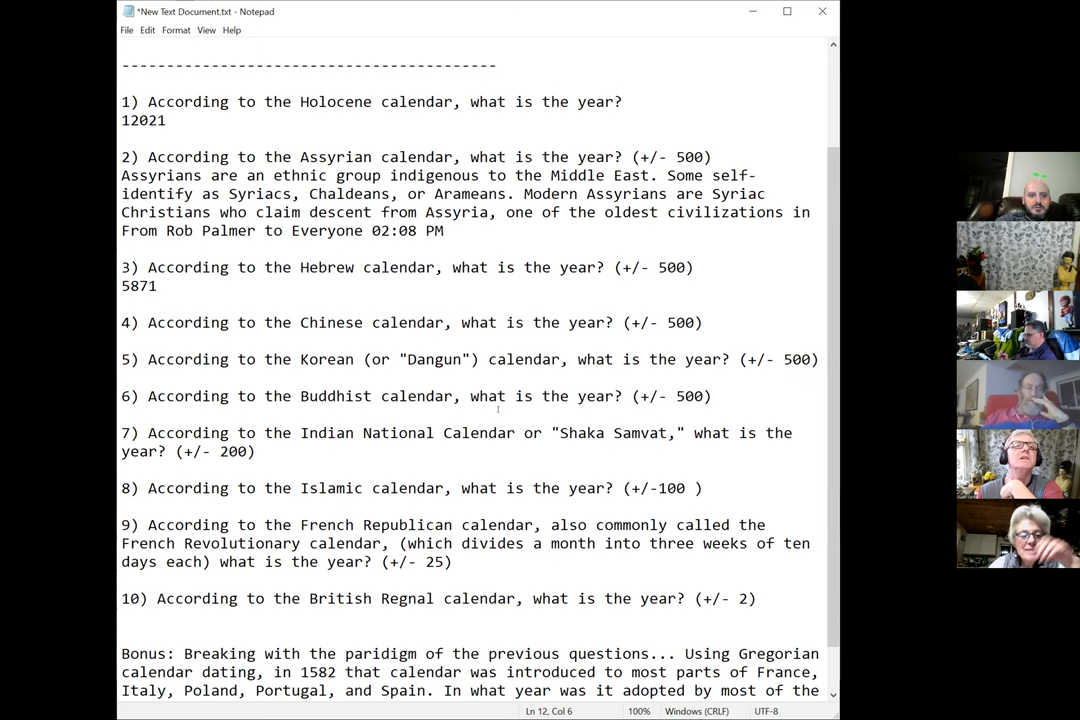 *New Text Document.txt - Notepad
File Edit Format View Help
-----------------------------------------
1) According to the Holocene calendar, what is the year?
12021
2) According to the Assyrian calendar, what is the year? (+/- 500)
Assyrians are an ethnic group indigenous to the Middle East. Some self-
identify as Syriacs, Chaldeans, or Arameans. Modern Assyrians are Syriac
Christians who claim descent from Assyria, one of the oldest civilizations in
From Rob Palmer to Everyone 02:08 PM
3) According to the Hebrew calendar, what is the year? (+/- 500)
5871
4) According to the Chinese calendar, what is the year? (+/- 500)
5) According to the Korean (or "Dangun") calendar, what is the year? (+/- 500)
6) According to the Buddhist calendar, what is the year? (+/- 500)
7) According to the Indian National Calendar or "Shaka Samvat," what is the
year? (+/- 200)
8) According to the Islamic calendar, what is the year? (+/-100 )
9) According to the French Republican calendar, also commonly called the
French Revolutionary calendar, (which divides a month into three weeks of ten
days each) what is the year? (+/- 25)
10) According to the British Regnal calendar, what is the year? (+/- 2)
Bonus: Breaking with the paridigm of the previous questions... Using Gregorian
calendar dating, in 1582 that calendar was introduced to most parts of France,
Italy, Poland, Portugal, and Spain. In what year was it adopted by most of the
Ln 12, Col 6 100% Windows (CRLF) UTF-8